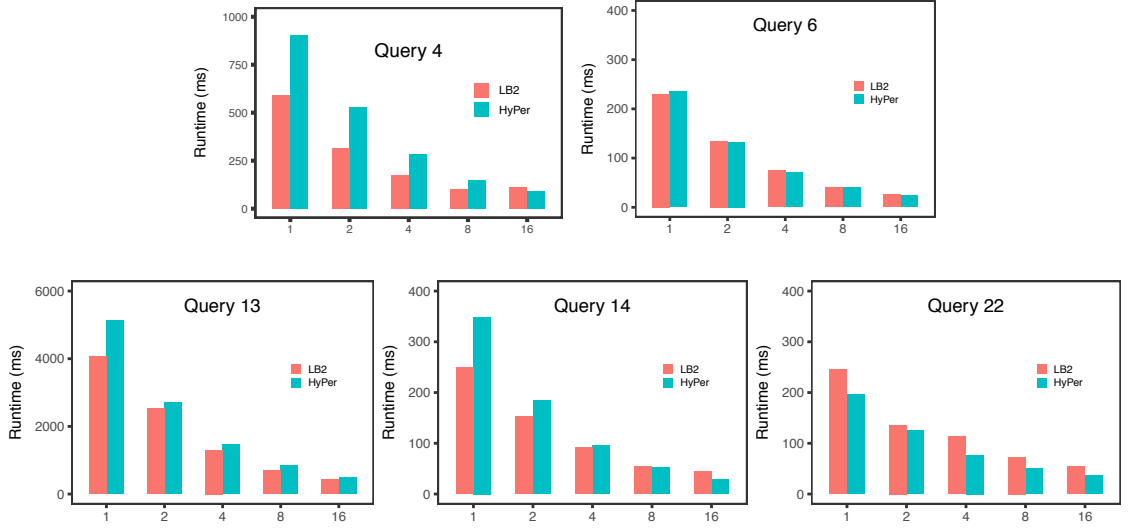 Query 4
Runtime (ms)
1000
750
500
250
0
LB2
HyPer
1 2 4 8 16
Query 6
Runtime (ms)
400
300
200
100
0
LB2
HyPer
1 2 4 8 16
Query 13
Runtime (ms)
6000
4000
2000
0
LB2
HyPer
1 2 4 8 16
Query 14
Runtime (ms)
400
300
200
100
0
LB2
HyPer
1 2 4 8 16
Query 22
Runtime (ms)
400
300
200
100
0
LB2
HyPer
1 2 4 8 16